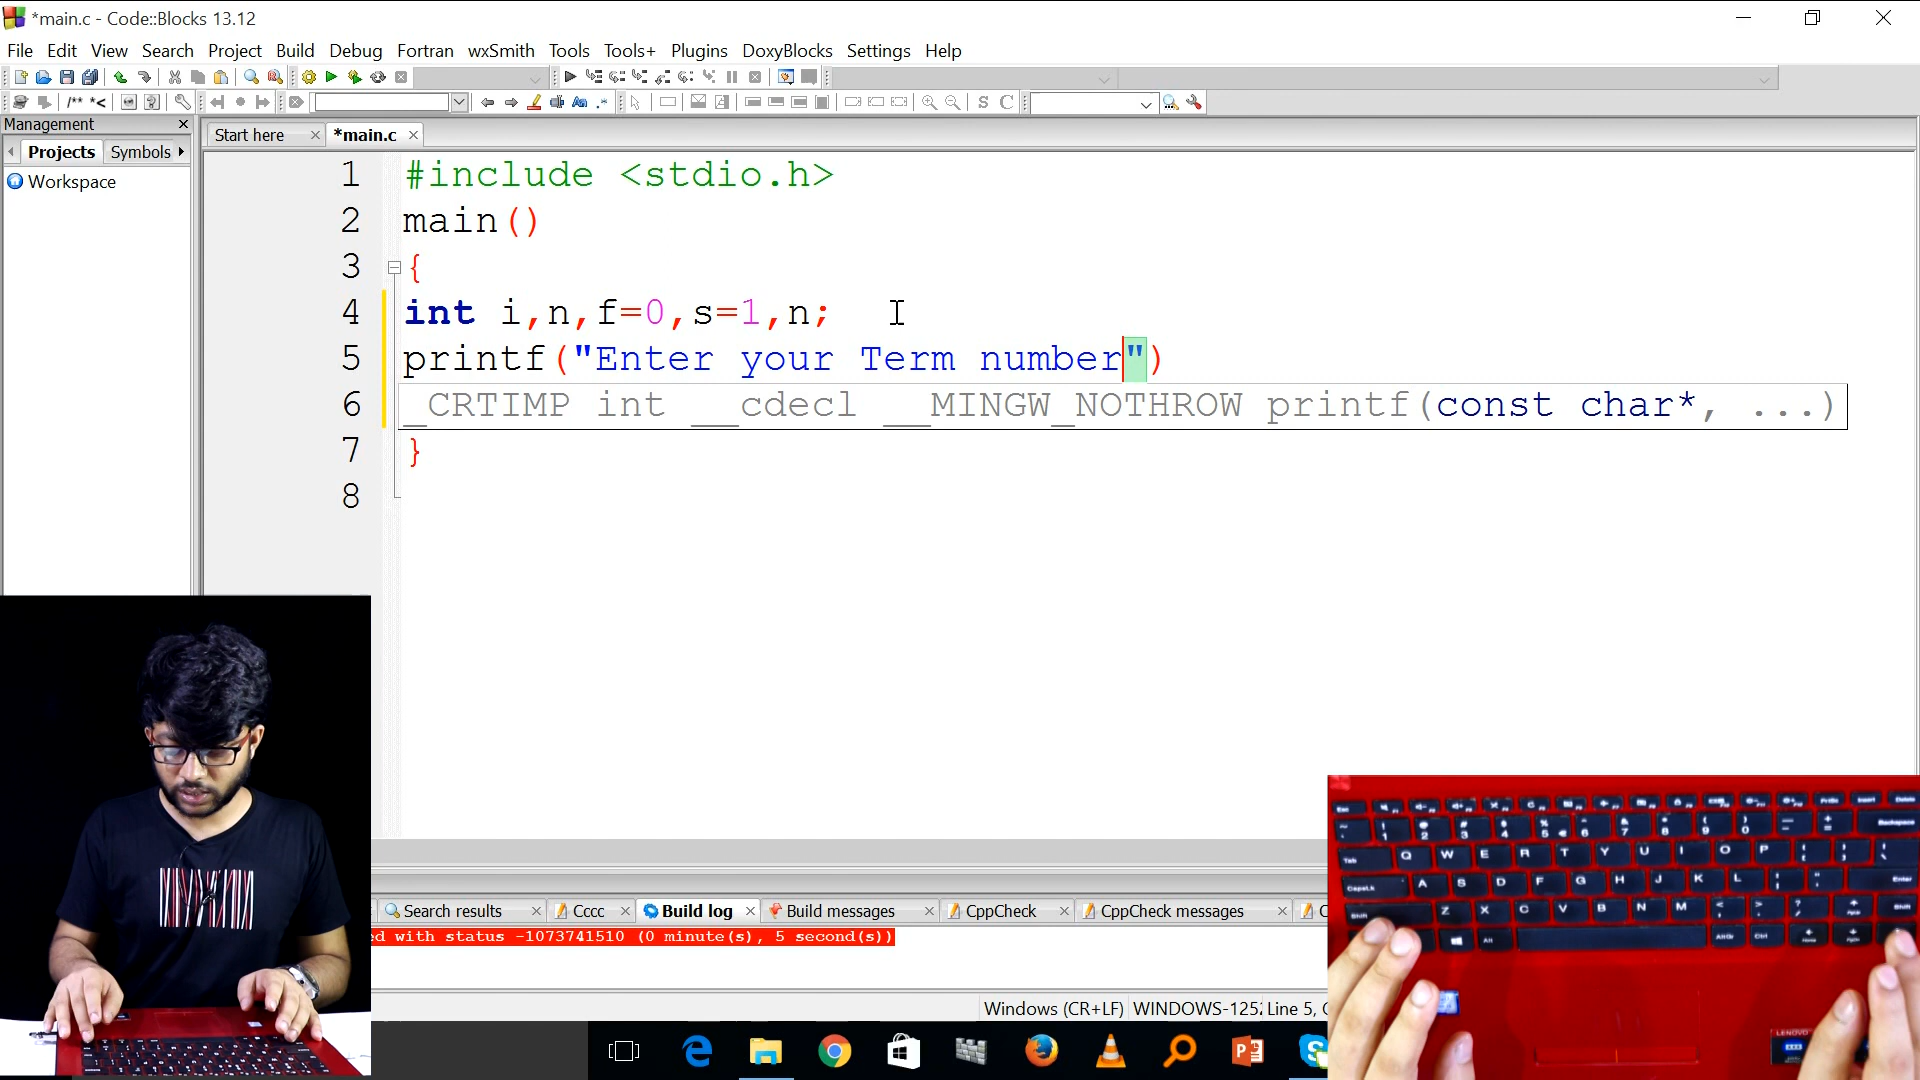 *main.c - Code::Blocks 13.12
File Edit View Search Project Build Debug Fortran wxSmith Tools Tools+ Plugins DoxyBlocks Settings Help
Management
Start here *main.c
Projects Symbols
Workspace
1 #include <stdio.h>
2 main()
3 {
4 int i,n,f=0,s=1,n;
5 printf("Enter your Term number")
6 _CRTIMP int __cdecl __MINGW_NOTHROW printf(const char*, ...)
7 }
8
Search results Cccc Build log Build messages CppCheck CppCheck messages
ed with status -1073741510 (0 minute(s), 5 second(s))
Windows (CR+LF) WINDOWS-1252 Line 5,
Q W E R T Y U I O P
A S D F G H J K L
Z X C V B N M
LENOVO